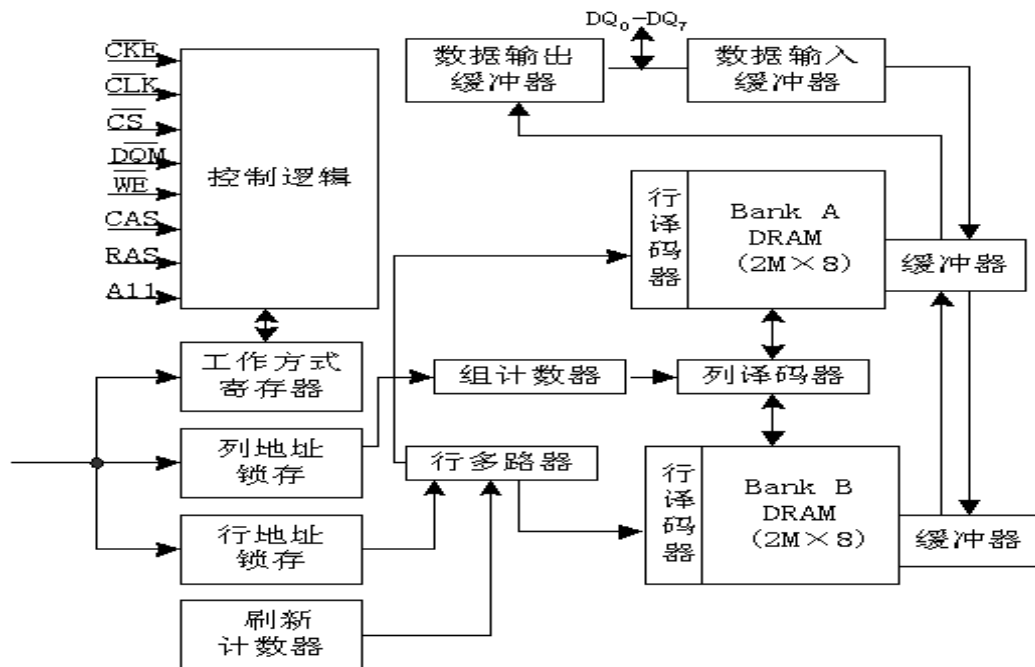 DQ₀—DQ₇
CKE
CLK
CS
DQM
WE
CAS
RAS
A11
控制逻辑
数据输出
缓冲器
数据输入
缓冲器
行译码器
Bank A
DRAM
(2M×8)
缓冲器
工作方式
寄存器
组计数器
列译码器
列地址
锁存
行多路器
行译码器
Bank B
DRAM
(2M×8)
缓冲器
行地址
锁存
刷新
计数器